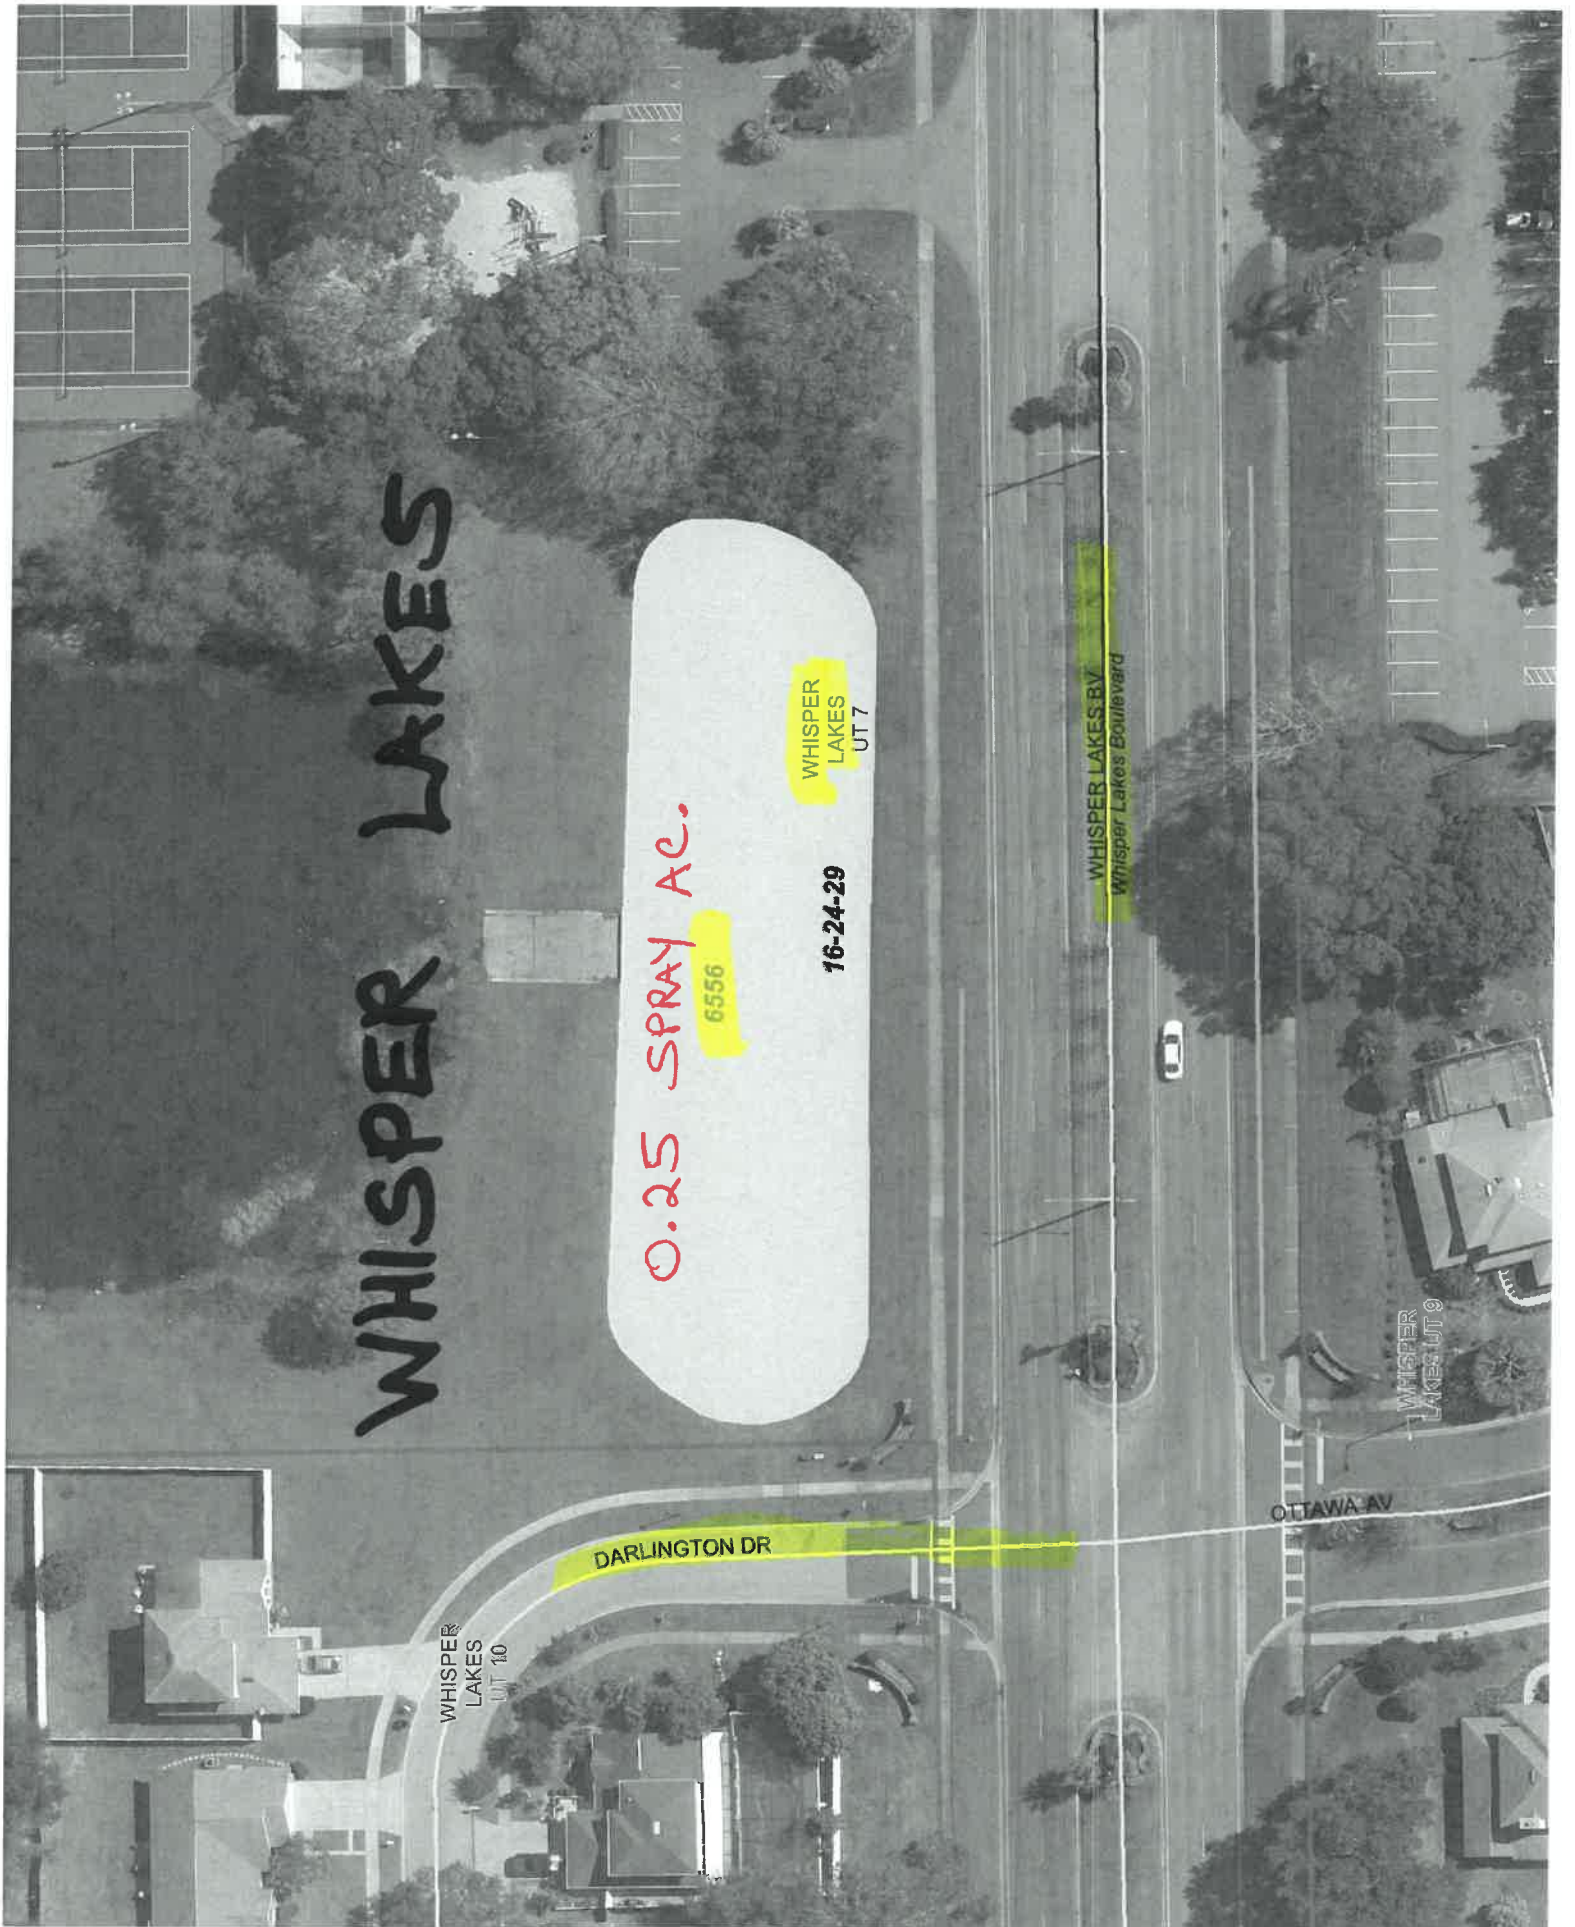 WHISPER LAKES
0.25 SPRAY AC.
6556
WHISPER
LAKES
UT 7
16-24-29
WHISPER LAKES BV
Whisper Lakes Boulevard
DARLINGTON DR
OTTAWA AV
WHISPER
LAKES
UT 10
WHISPER
LAKES UT 9